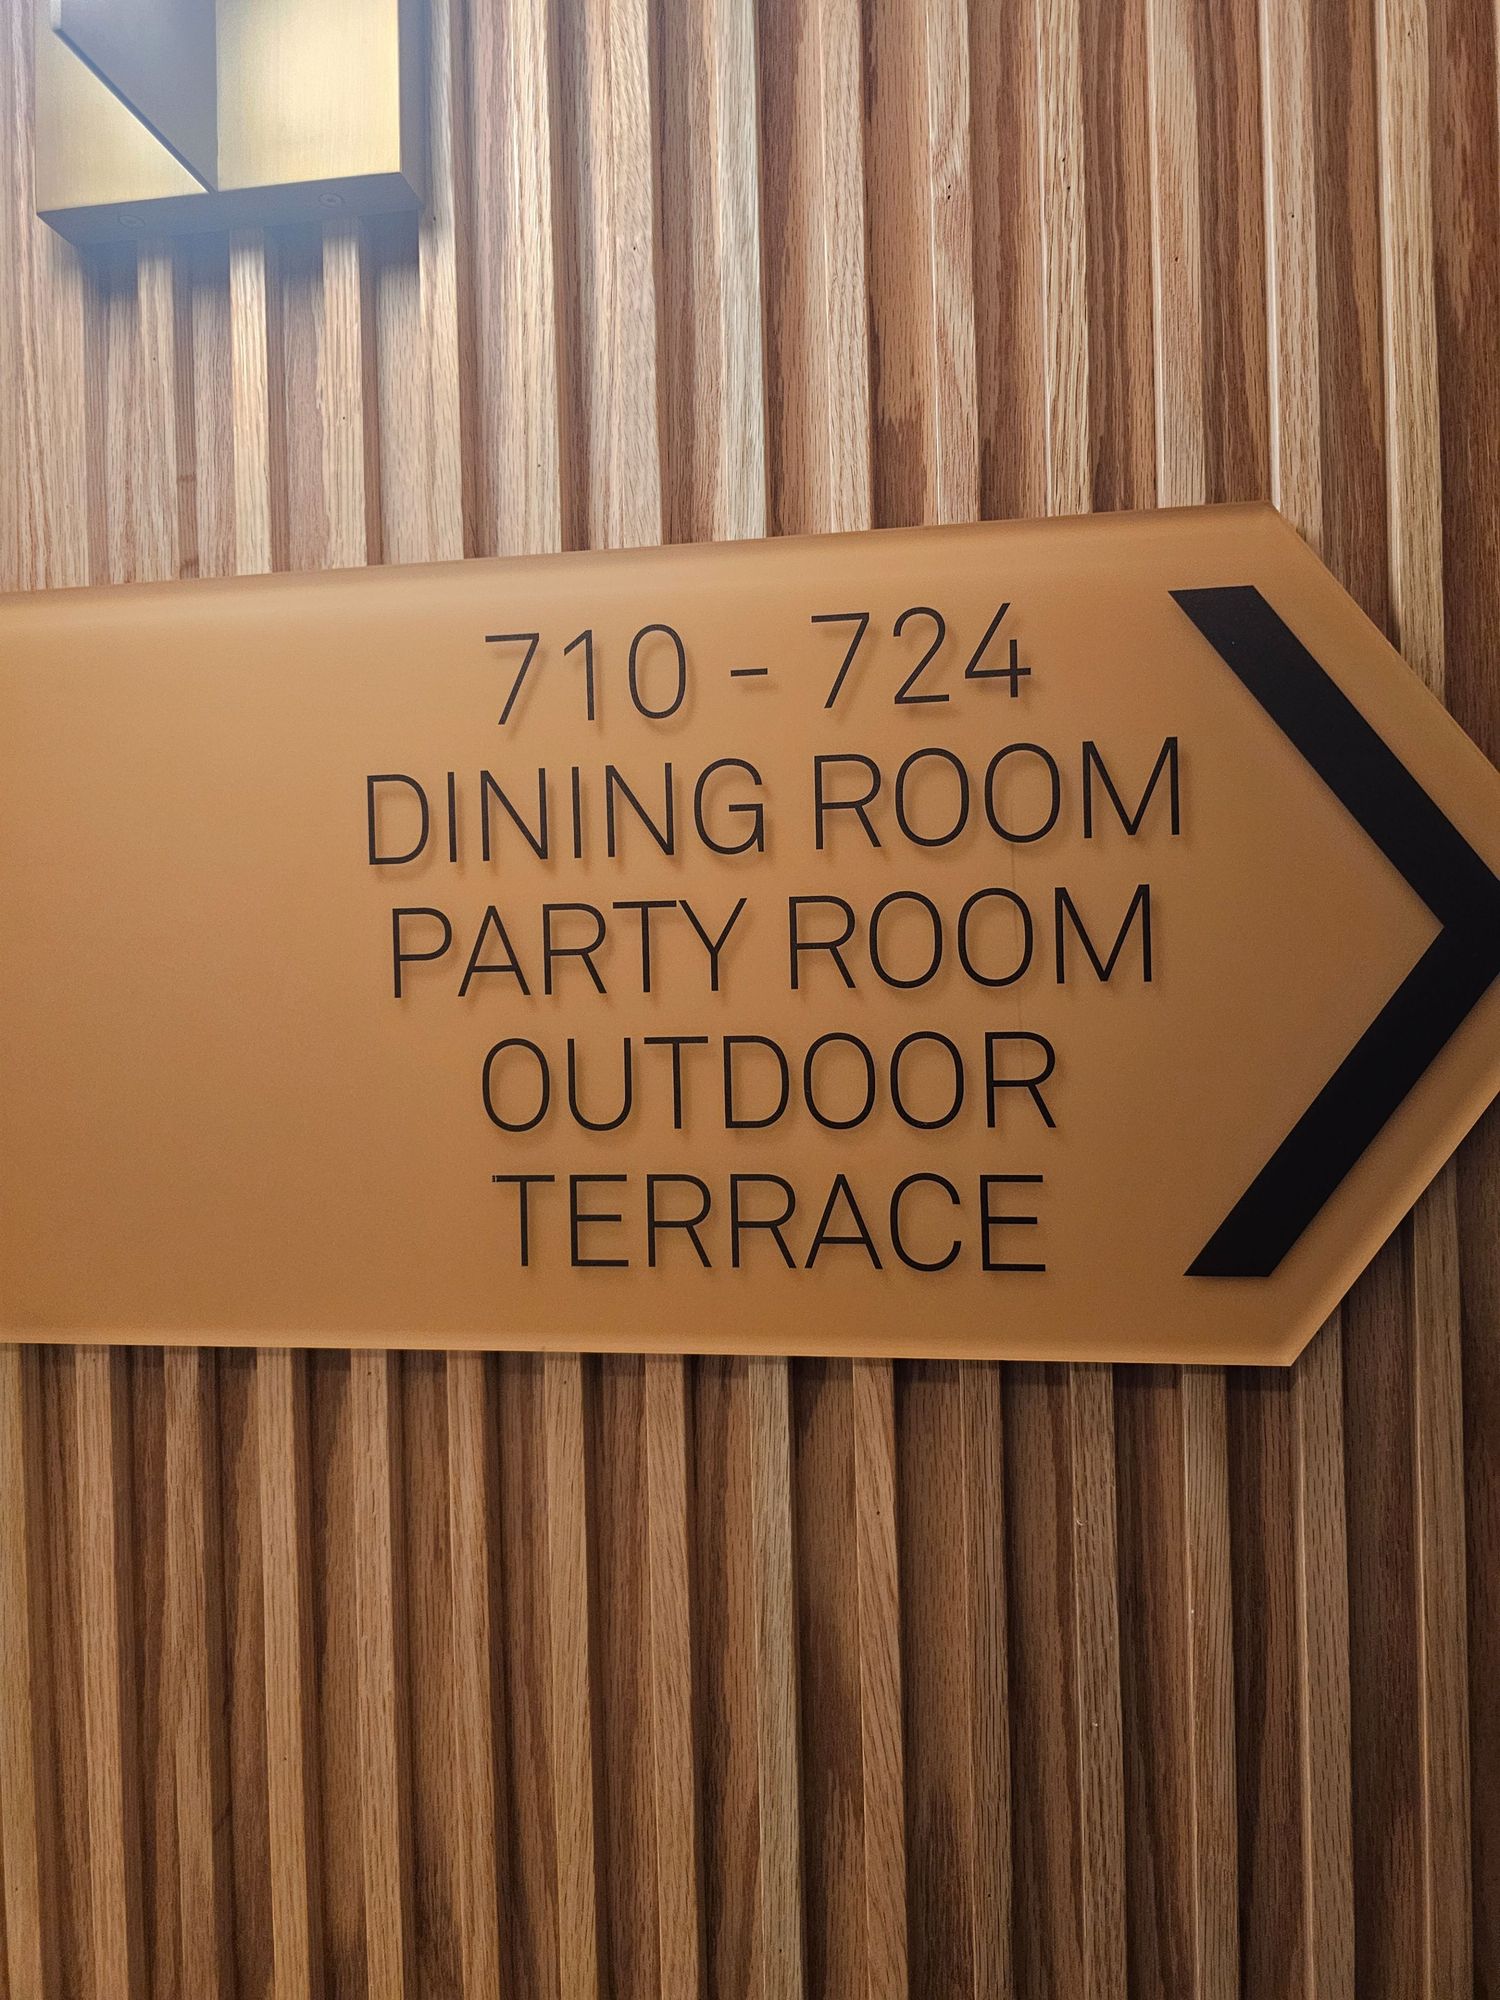 710 - 724
DINING ROOM
PARTY ROOM
OUTDOOR
TERRACE